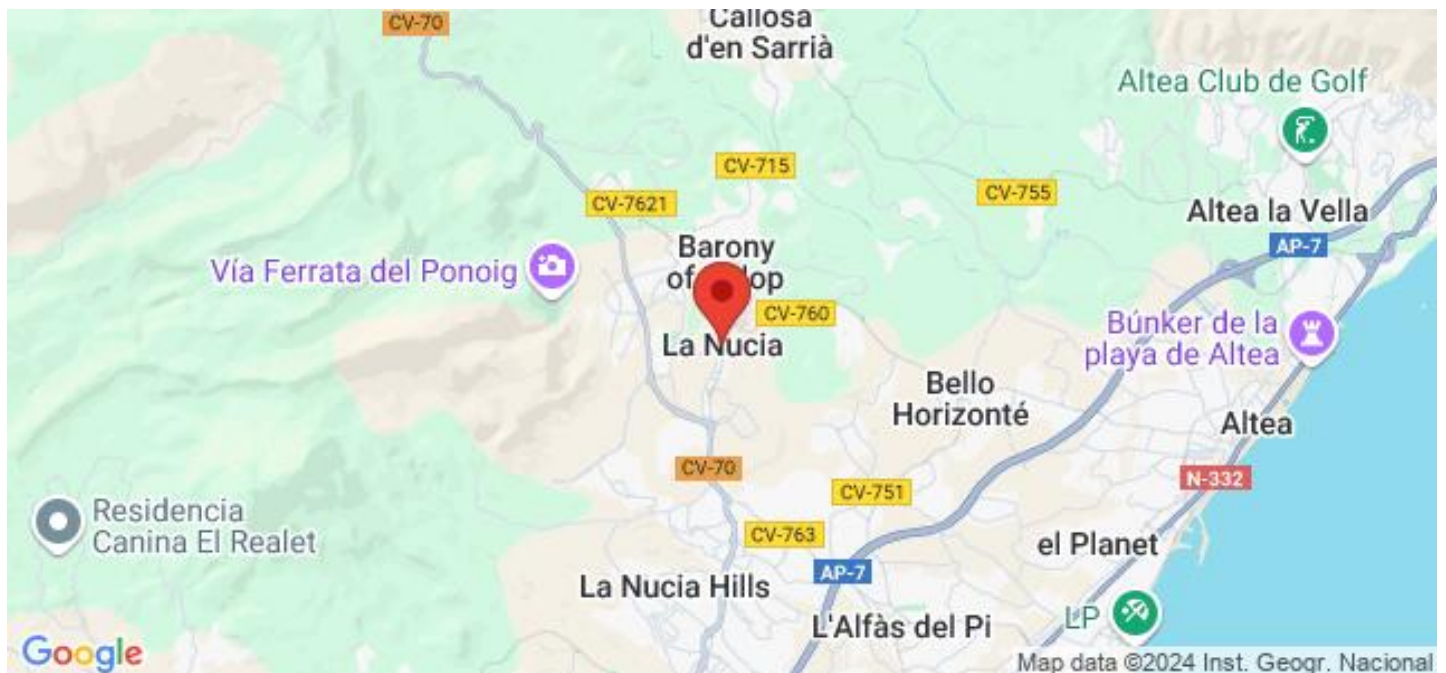 CV-70
Callosa
d'en Sarrià
Altea Club de Golf
CV-715
CV-755
CV-7621
Altea la Vella
AP-7
Barony
Vía Ferrata del Ponoig
CV-760
La Nucia
Búnker de la
playa de Altea
Bello
Horizonté
Altea
CV-70
N-332
CV-751
Residencia
Canina El Realet
CV-763
el Planet
AP-7
La Nucia Hills
L'Alfàs del Pi
LP
Google
Map data ©2024 Inst. Geogr. Nacional